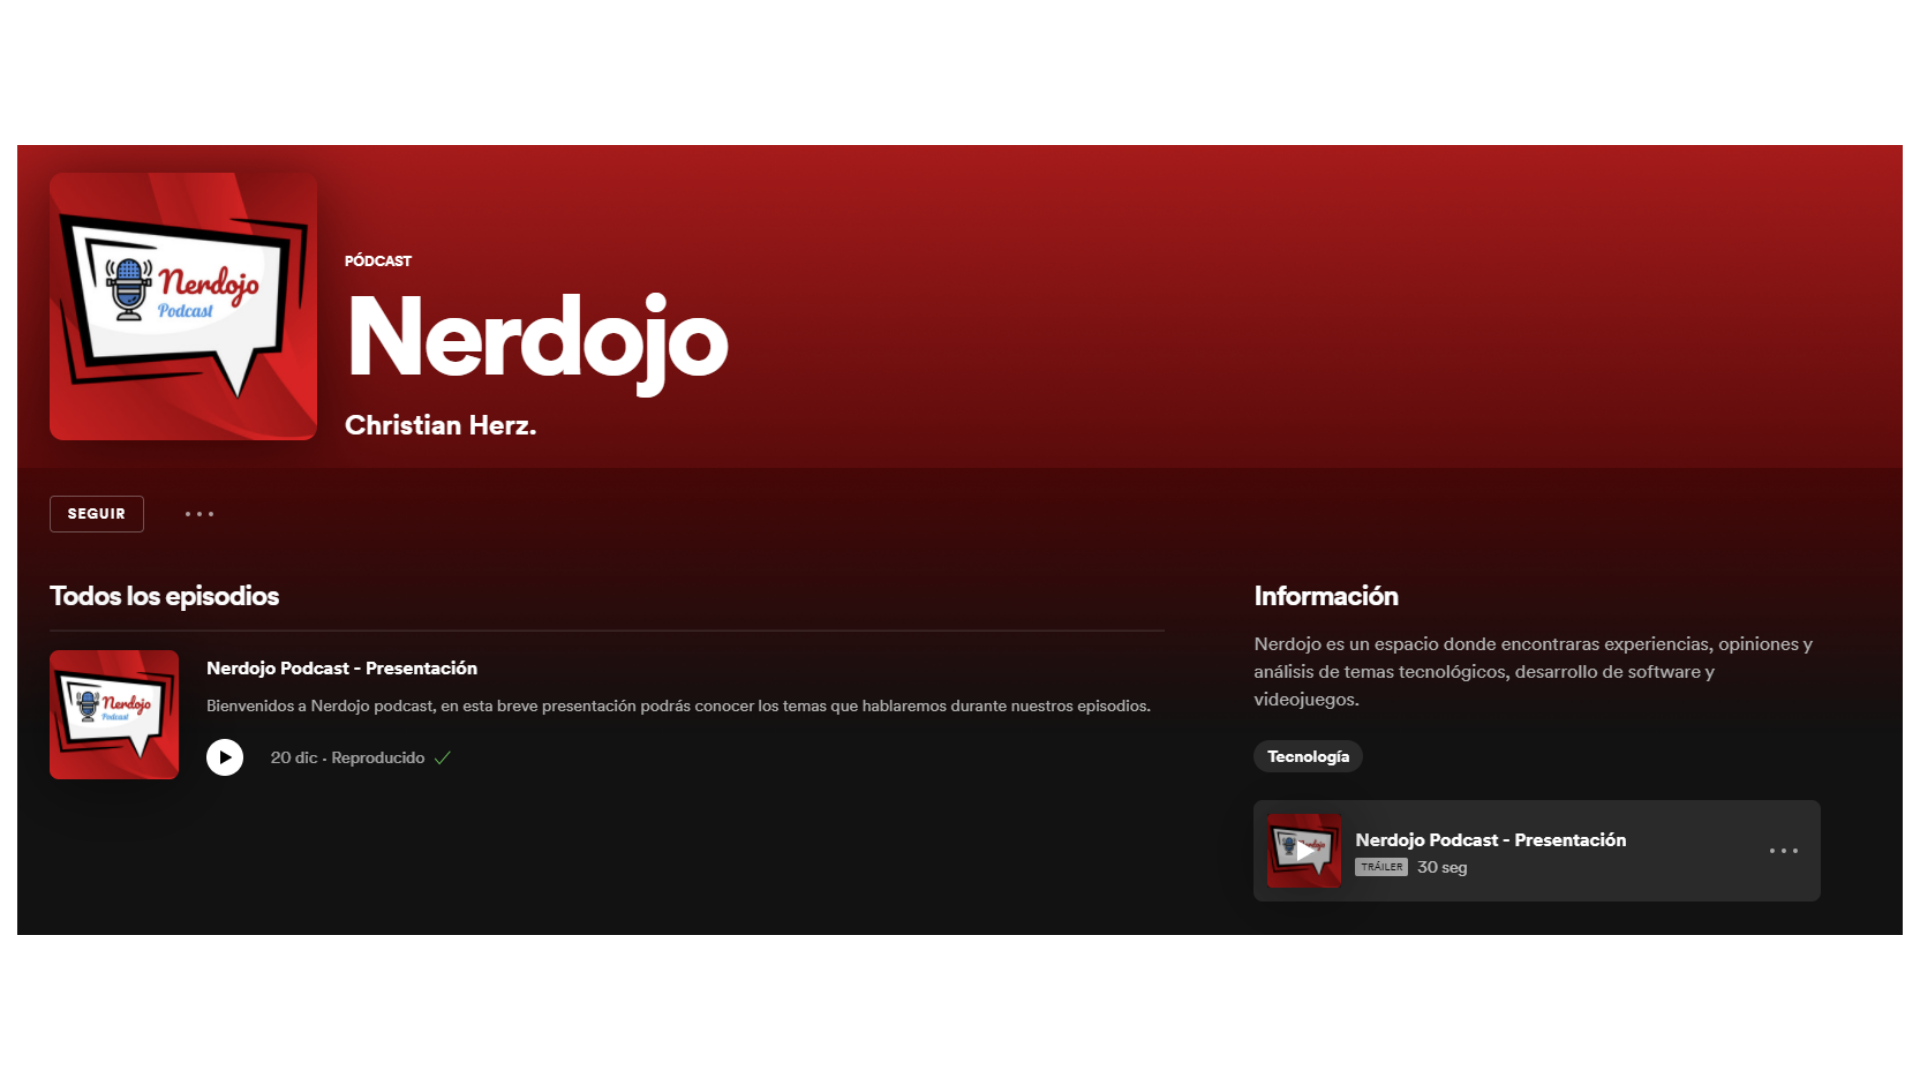 Nerdojo
Podcast
PÓDCAST
Nerdojo
Christian Herz.
SEGUIR
Todos los episodios
Nerdojo
Podcast
Nerdojo Podcast - Presentación
Bienvenidos a Nerdojo podcast, en esta breve presentación podrás conocer los temas que hablaremos durante nuestros episodios.
20 dic · Reproducido
Información
Nerdojo es un espacio donde encontraras experiencias, opiniones y
análisis de temas tecnológicos, desarrollo de software y
videojuegos.
Tecnología
Nerdojo Podcast - Presentación
TRÁILER 30 seg